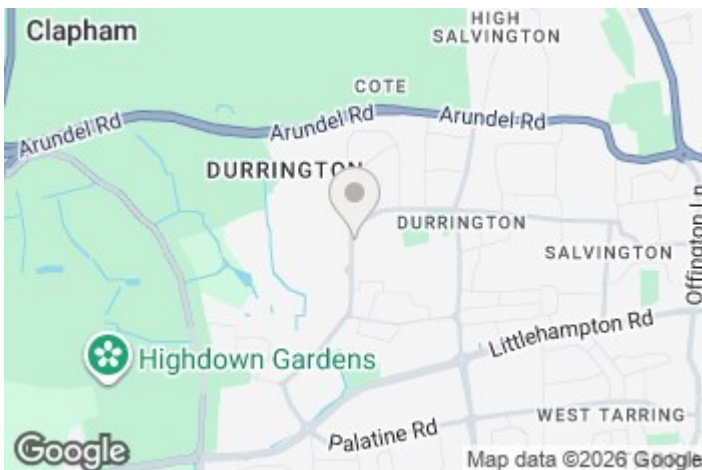 HIGH
SALVINGTON
Clapham
COTE
Arundel Rd
Arundel Rd
Arundel Rd
DURRINGTON
DURRINGTON
SALVINGTON
Offington Ln
Littlehampton Rd
Highdown Gardens
WEST TARRING
Palatine Rd
Google
Map data ©2026 Google